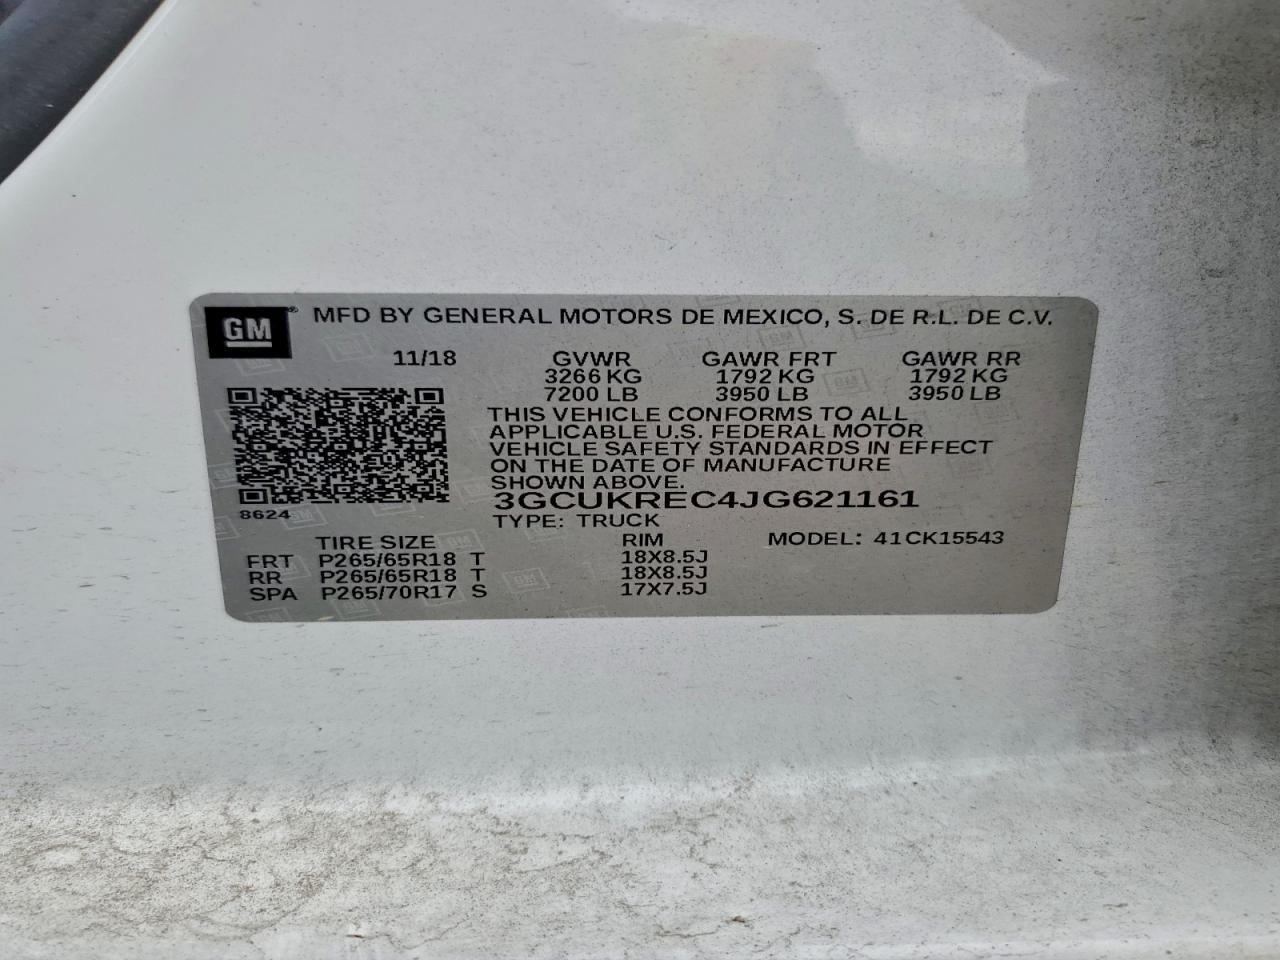 GM® MFD BY GENERAL MOTORS DE MEXICO, S. DE R.L. DE C.V.
11/18 GVWR GAWR FRT GAWR RR
3266 KG 1792 KG 1792 KG
7200 LB 3950 LB 3950 LB
THIS VEHICLE CONFORMS TO ALL
APPLICABLE U.S. FEDERAL MOTOR
VEHICLE SAFETY STANDARDS IN EFFECT
ON THE DATE OF MANUFACTURE
SHOWN ABOVE.
3GCUKREC4JG621161
8624
TYPE: TRUCK
TIRE SIZE RIM MODEL: 41CK15543
FRT P265/65R18 T 18X8.5J
RR P265/65R18 T 18X8.5J
SPA P265/70R17 S 17X7.5J